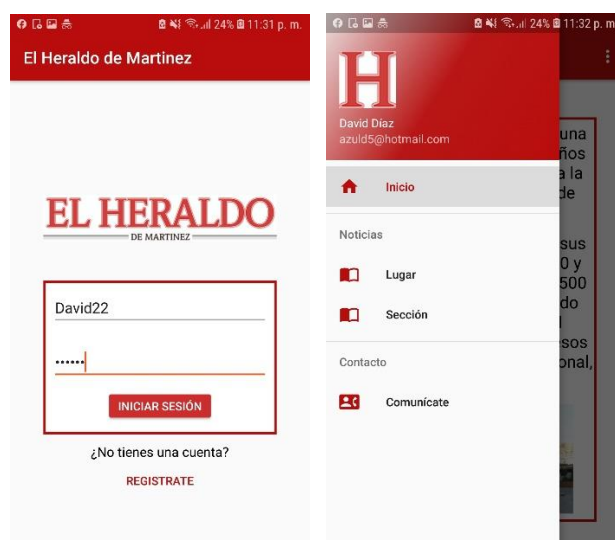 24% 11:31 p. m.
El Heraldo de Martinez
EL HERALDO
DE MARTINEZ
David22
••••••
INICIAR SESIÓN
¿No tienes una cuenta?
REGISTRATE
24% 11:32 p. m
H
David Díaz
azuld5@hotmail.com
Inicio
Noticias
Lugar
Sección
Contacto
Comunícate
una
ños
a la
de
sus
0 y
500
do
sos
onal,